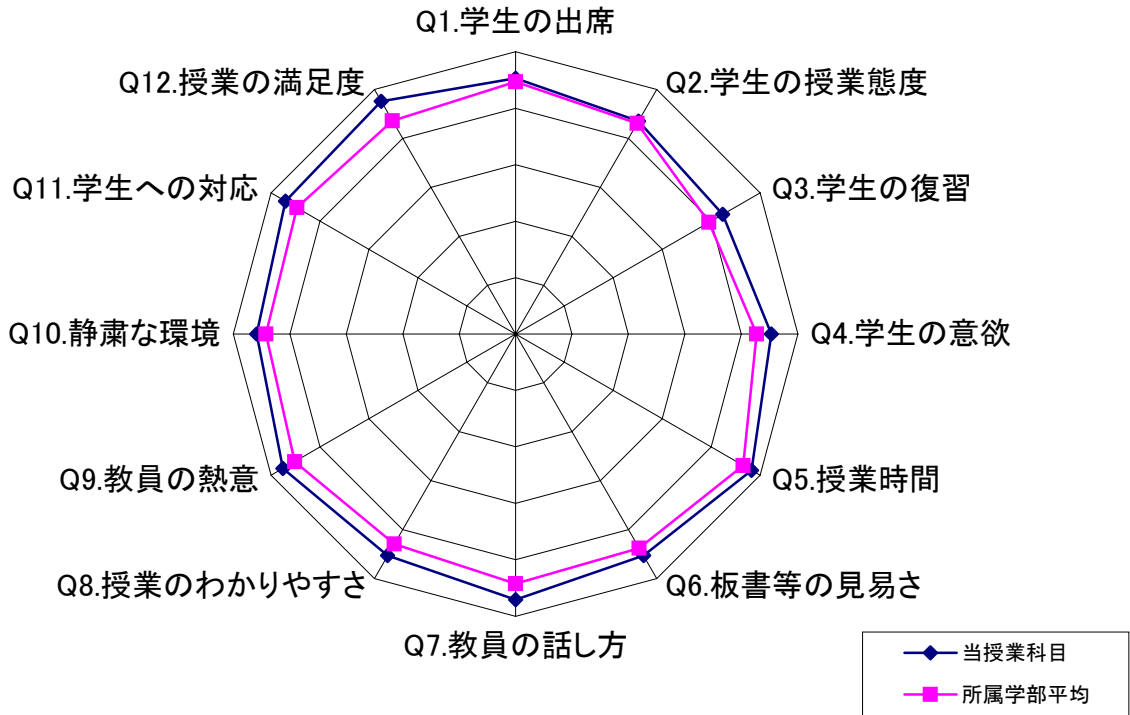 Q1.学生の出席
Q2.学生の授業態度
Q3.学生の復習
Q4.学生の意欲
Q5.授業時間
Q6.板書等の見易さ
Q7.教員の話し方
Q8.授業のわかりやすさ
Q9.教員の熱意
Q10.静粛な環境
Q11.学生への対応
Q12.授業の満足度
当授業科目
所属学部平均